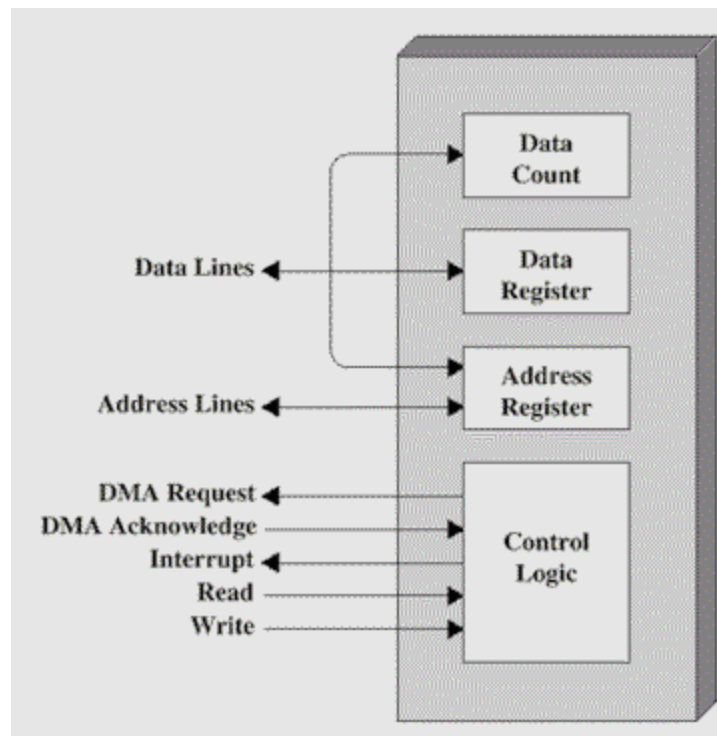 Data
Count
Data Lines
Data
Register
Address Lines
Address
Register
DMA Request
DMA Acknowledge
Interrupt
Read
Write
Control
Logic